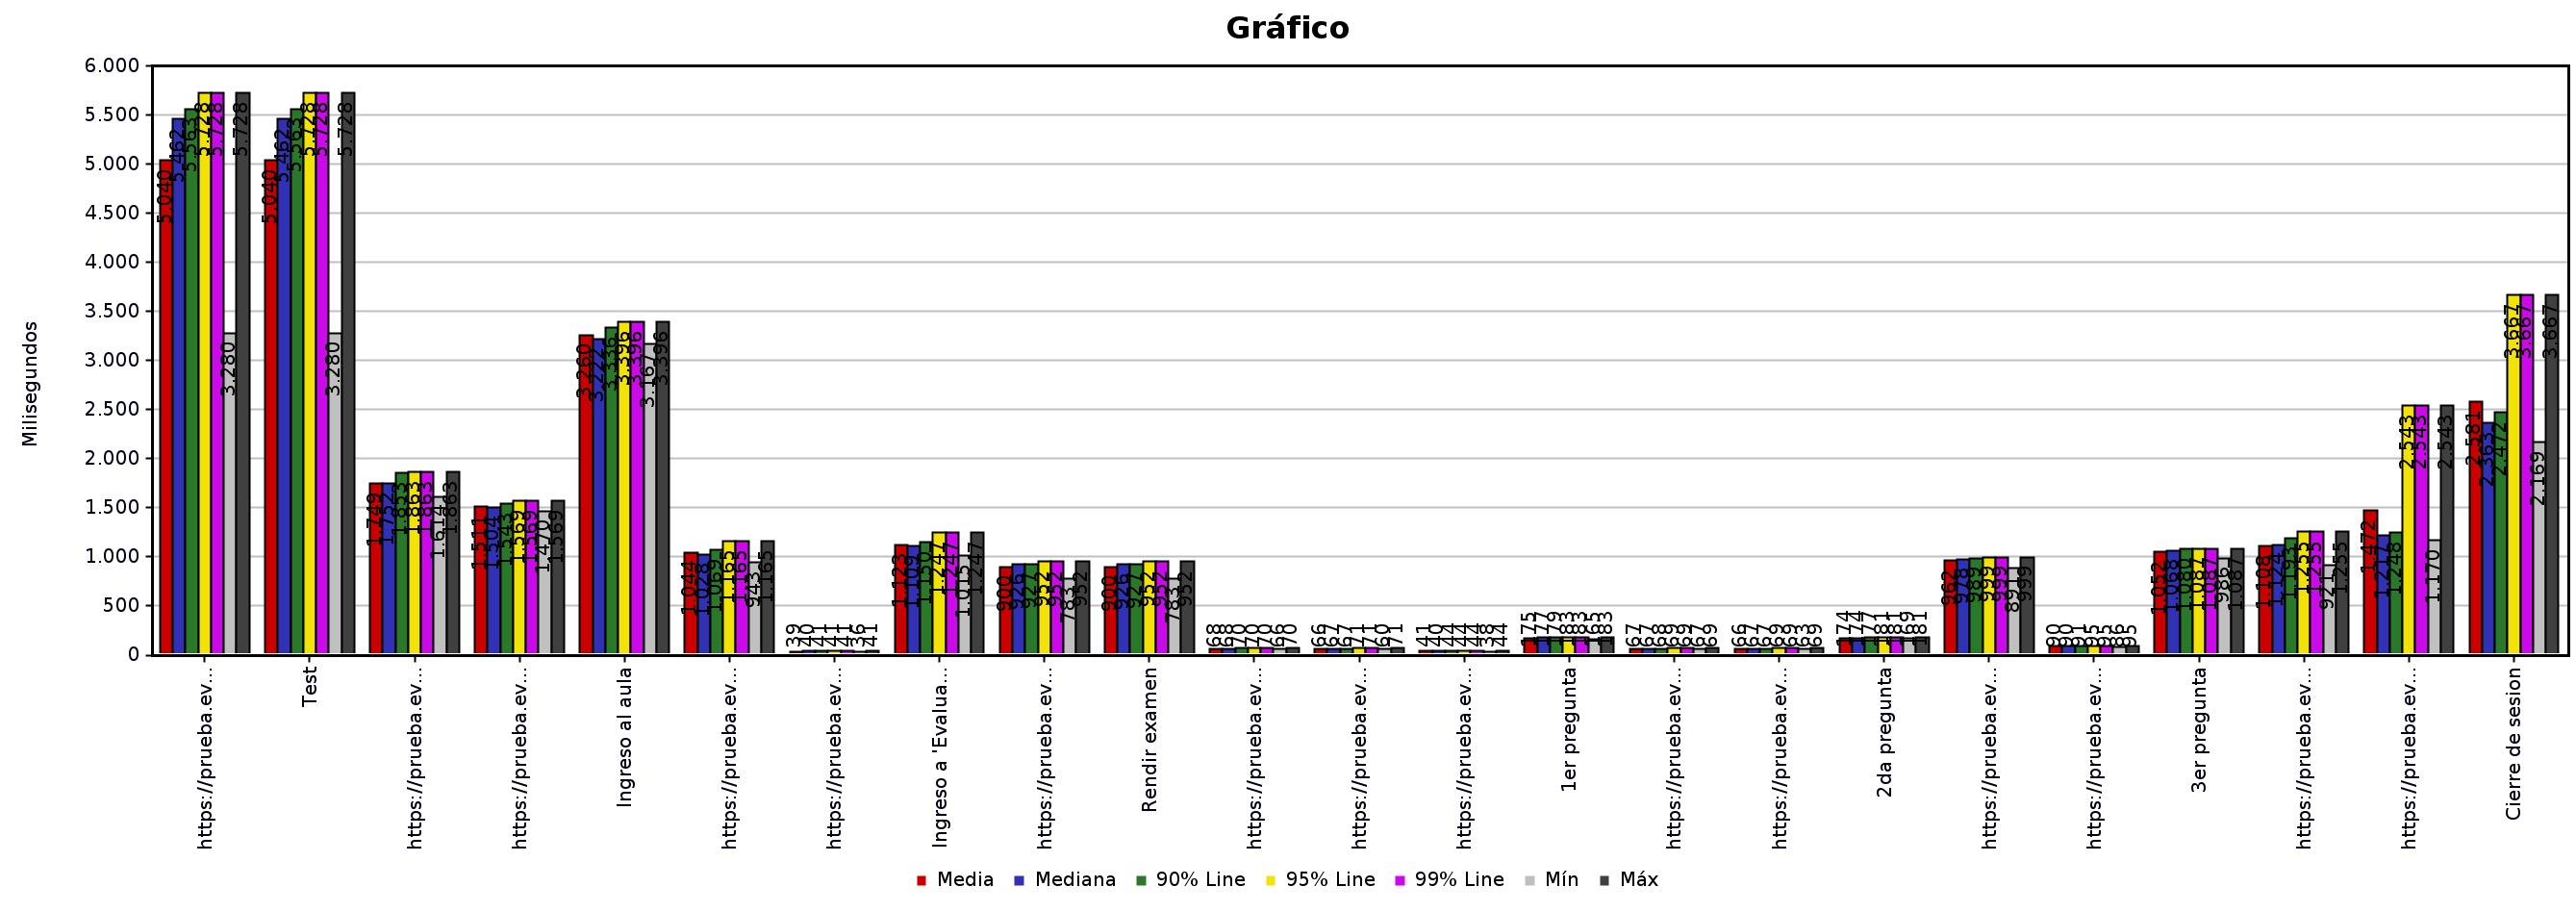 Gráfico
Milisegundos
6.000
5.500
5.000
4.500
4.000
3.500
3.000
2.500
2.000
1.500
1.000
500
0
5.040 5.462 5.563 5.728 5.728 3.280 5.728
5.040 5.462 5.563 5.728 5.728 3.280 5.728
1.749 1.752 1.853 1.863 1.863 1.614 1.863
1.511 1.504 1.543 1.569 1.569 1.470 1.569
3.260 3.222 3.336 3.396 3.396 3.167 3.396
1.044 1.028 1.069 1.165 1.165 943 1.165
39 40 41 41 41 36 41
1.123 1.109 1.150 1.247 1.247 1.015 1.247
900 926 927 952 952 783 952
900 926 927 952 952 783 952
68 68 70 70 70 66 70
66 67 67 71 71 60 71
41 40 44 44 44 38 44
175 177 179 183 183 165 183
67 67 68 69 69 67 69
66 67 67 69 69 63 69
174 174 177 181 181 169 181
962 978 989 999 999 891 999
90 90 91 95 95 86 95
1.052 1.068 1.080 1.087 1.087 986 1.087
1.108 1.124 1.193 1.255 1.255 921 1.255
1.472 1.217 1.248 2.543 2.543 1.170 2.543
2.581 2.363 2.472 3.667 3.667 2.169 3.667
https://prueba.ev...
Test
https://prueba.ev...
https://prueba.ev...
Ingreso al aula
https://prueba.ev...
https://prueba.ev...
Ingreso a 'Evalua...
https://prueba.ev...
Rendir examen
https://prueba.ev...
https://prueba.ev...
https://prueba.ev...
1er pregunta
https://prueba.ev...
https://prueba.ev...
2da pregunta
https://prueba.ev...
https://prueba.ev...
3er pregunta
https://prueba.ev...
https://prueba.ev...
Cierre de sesion
Media Mediana 90% Line 95% Line 99% Line Mín Máx